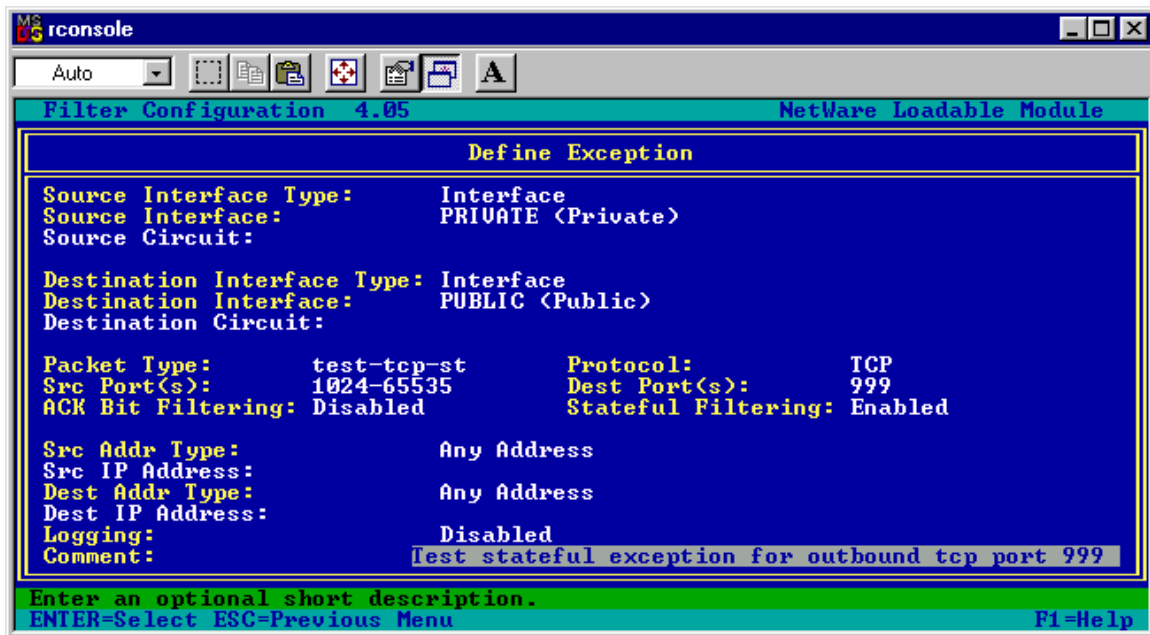 rconsole
Auto
A
Filter Configuration 4.05 NetWare Loadable Module
Define Exception
Source Interface Type: Interface
Source Interface: PRIVATE (Private)
Source Circuit:
Destination Interface Type: Interface
Destination Interface: PUBLIC (Public)
Destination Circuit:
Packet Type: test-tcp-st Protocol: TCP
Src Port(s): 1024-65535 Dest Port(s): 999
ACK Bit Filtering: Disabled Stateful Filtering: Enabled
Src Addr Type: Any Address
Src IP Address:
Dest Addr Type: Any Address
Dest IP Address:
Logging: Disabled
Comment: Test stateful exception for outbound tcp port 999
Enter an optional short description.
ENTER=Select ESC=Previous Menu F1=Help